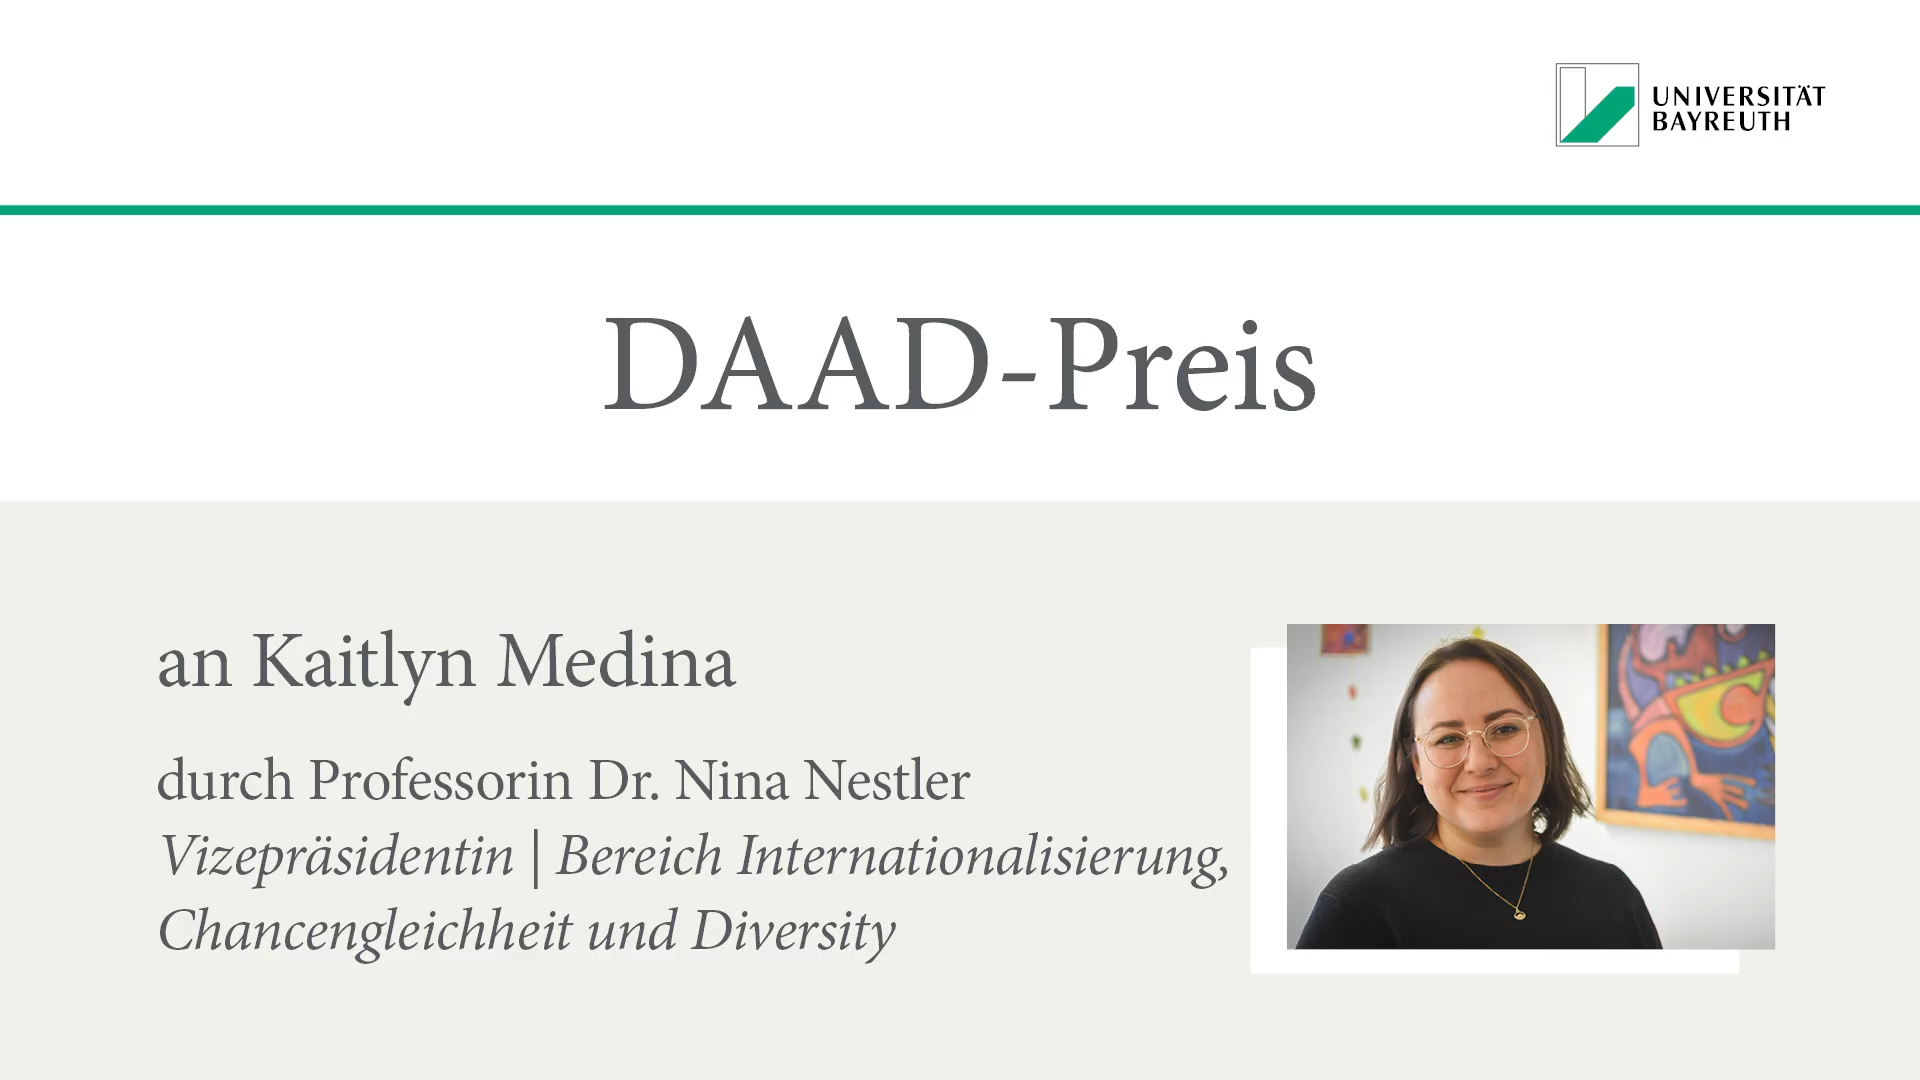 UNIVERSITÄT
BAYREUTH
DAAD-Preis
an Kaitlyn Medina
durch Professorin Dr. Nina Nestler
Vizepräsidentin | Bereich Internationalisierung,
Chancengleichheit und Diversity